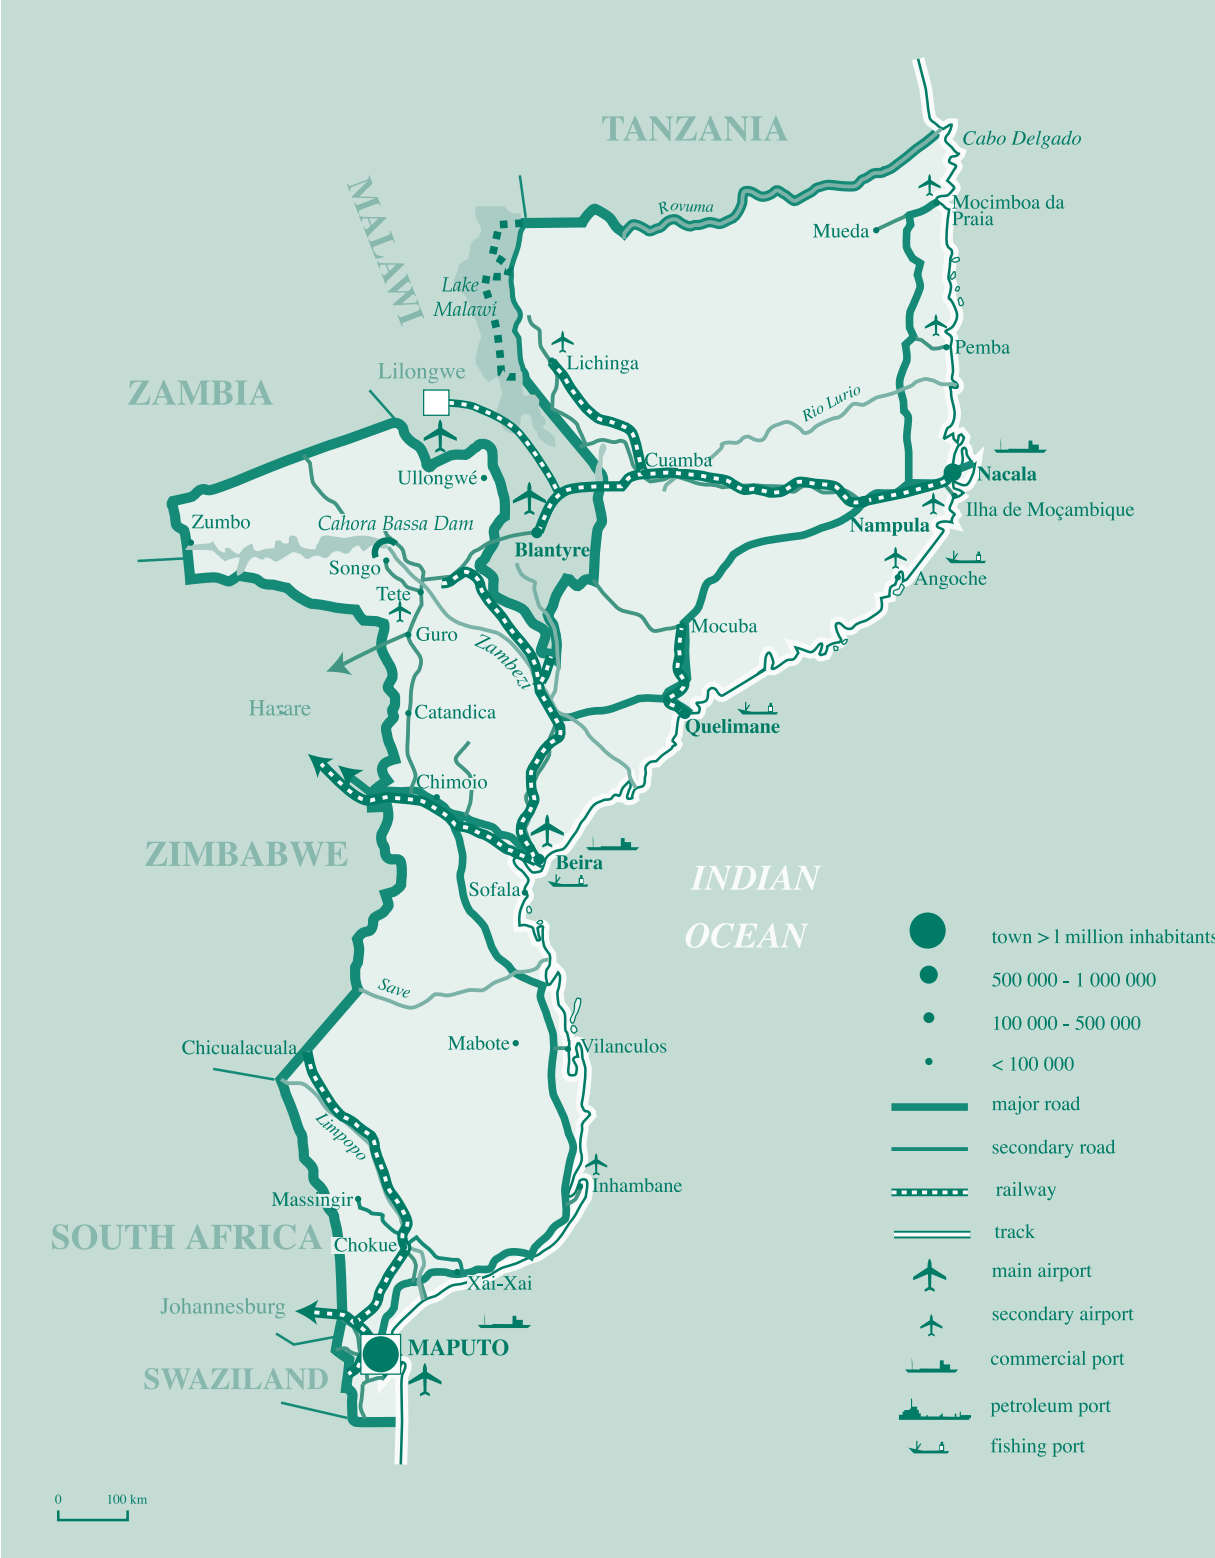 TANZANIA
Cabo Delgado
MALAWI
Rovuma
Mocimboa da
Praia
Mueda
Lake
Malawi
Pemba
Lichinga
Lilongwe
ZAMBIA
Rio Lurio
Cuamba
Nacala
Ullongwé
Ilha de Moçambique
Zumbo
Cahora Bassa Dam
Nampula
Blantyre
Songo
Angoche
Tete
Mocuba
Guro
Zambezi
Harare
Catandica
Quelimane
Chimoio
ZIMBABWE
Beira
INDIAN
OCEAN
Sofala
Save
Mabote
Vilanculos
Chicualacuala
Limpopo
Massingir
Inhambane
SOUTH AFRICA
Chokue
Xai-Xai
Johannesburg
MAPUTO
SWAZILAND
town > 1 million inhabitants
500 000 - 1 000 000
100 000 - 500 000
< 100 000
major road
secondary road
railway
track
main airport
secondary airport
commercial port
petroleum port
fishing port
0 100 km